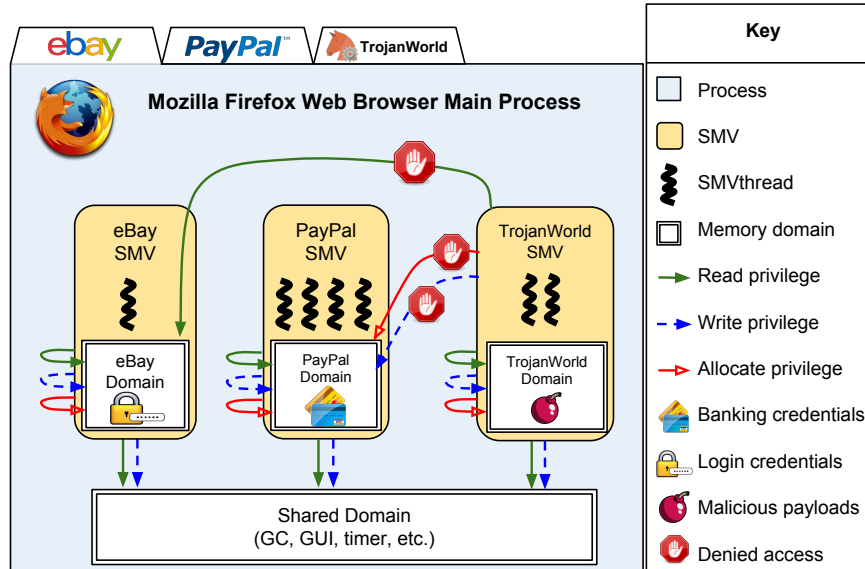 ebay
PayPal™
TrojanWorld
Mozilla Firefox Web Browser Main Process
eBay
SMV
PayPal
SMV
TrojanWorld
SMV
eBay
Domain
PayPal
Domain
TrojanWorld
Domain
Shared Domain
(GC, GUI, timer, etc.)
Key
Process
SMV
SMVthread
Memory domain
Read privilege
Write privilege
Allocate privilege
Banking credentials
Login credentials
Malicious payloads
Denied access